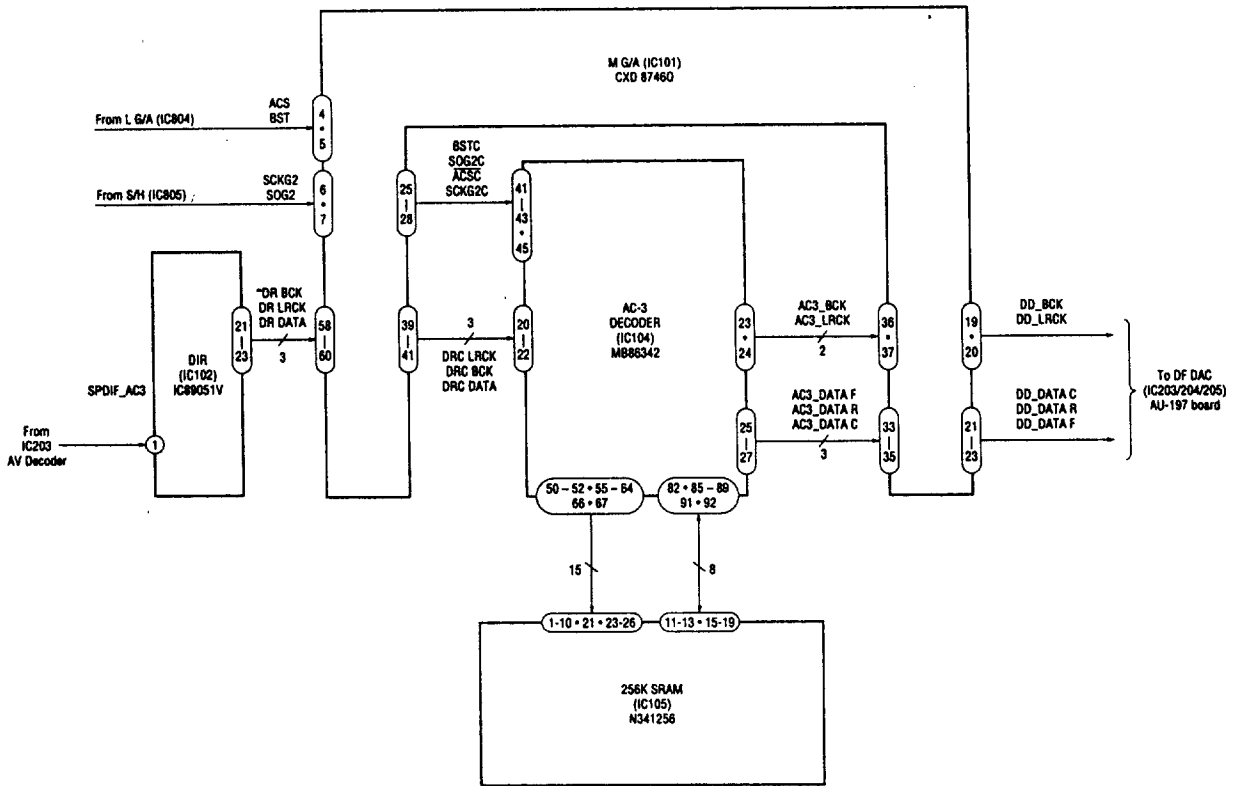 M G/A (IC101)
CXD 8746Q
From L G/A (IC804)
ACS
BST
4
•
5
From S/H (IC805)
SCKG2
SOG2
6
•
7
25
|
28
BSTC
SOG2C
ACSC
SCKG2C
41
|
43
•
45
SPDIF_AC3
From
IC203
AV Decoder
1
DIR
(IC102)
IC89051V
21
|
23
DR BCK
DR LRCK
DR DATA
3
58
|
60
39
|
41
3
DRC LRCK
DRC BCK
DRC DATA
20
|
22
AC-3
DECODER
(IC104)
MB86342
23
•
24
AC3_BCK
AC3_LRCK
2
36
•
37
19
•
20
DD_BCK
DD_LRCK
25
|
27
AC3_DATA F
AC3_DATA R
AC3_DATA C
3
33
|
35
21
|
23
DD_DATA C
DD_DATA R
DD_DATA F
To DF DAC
(IC203/204/205)
AU-197 board
50 – 52 • 55 – 64
66 • 67
82 • 85 – 89
91 • 92
15
8
1-10 • 21 • 23-26
11-13 • 15-19
256K SRAM
(IC105)
N341256